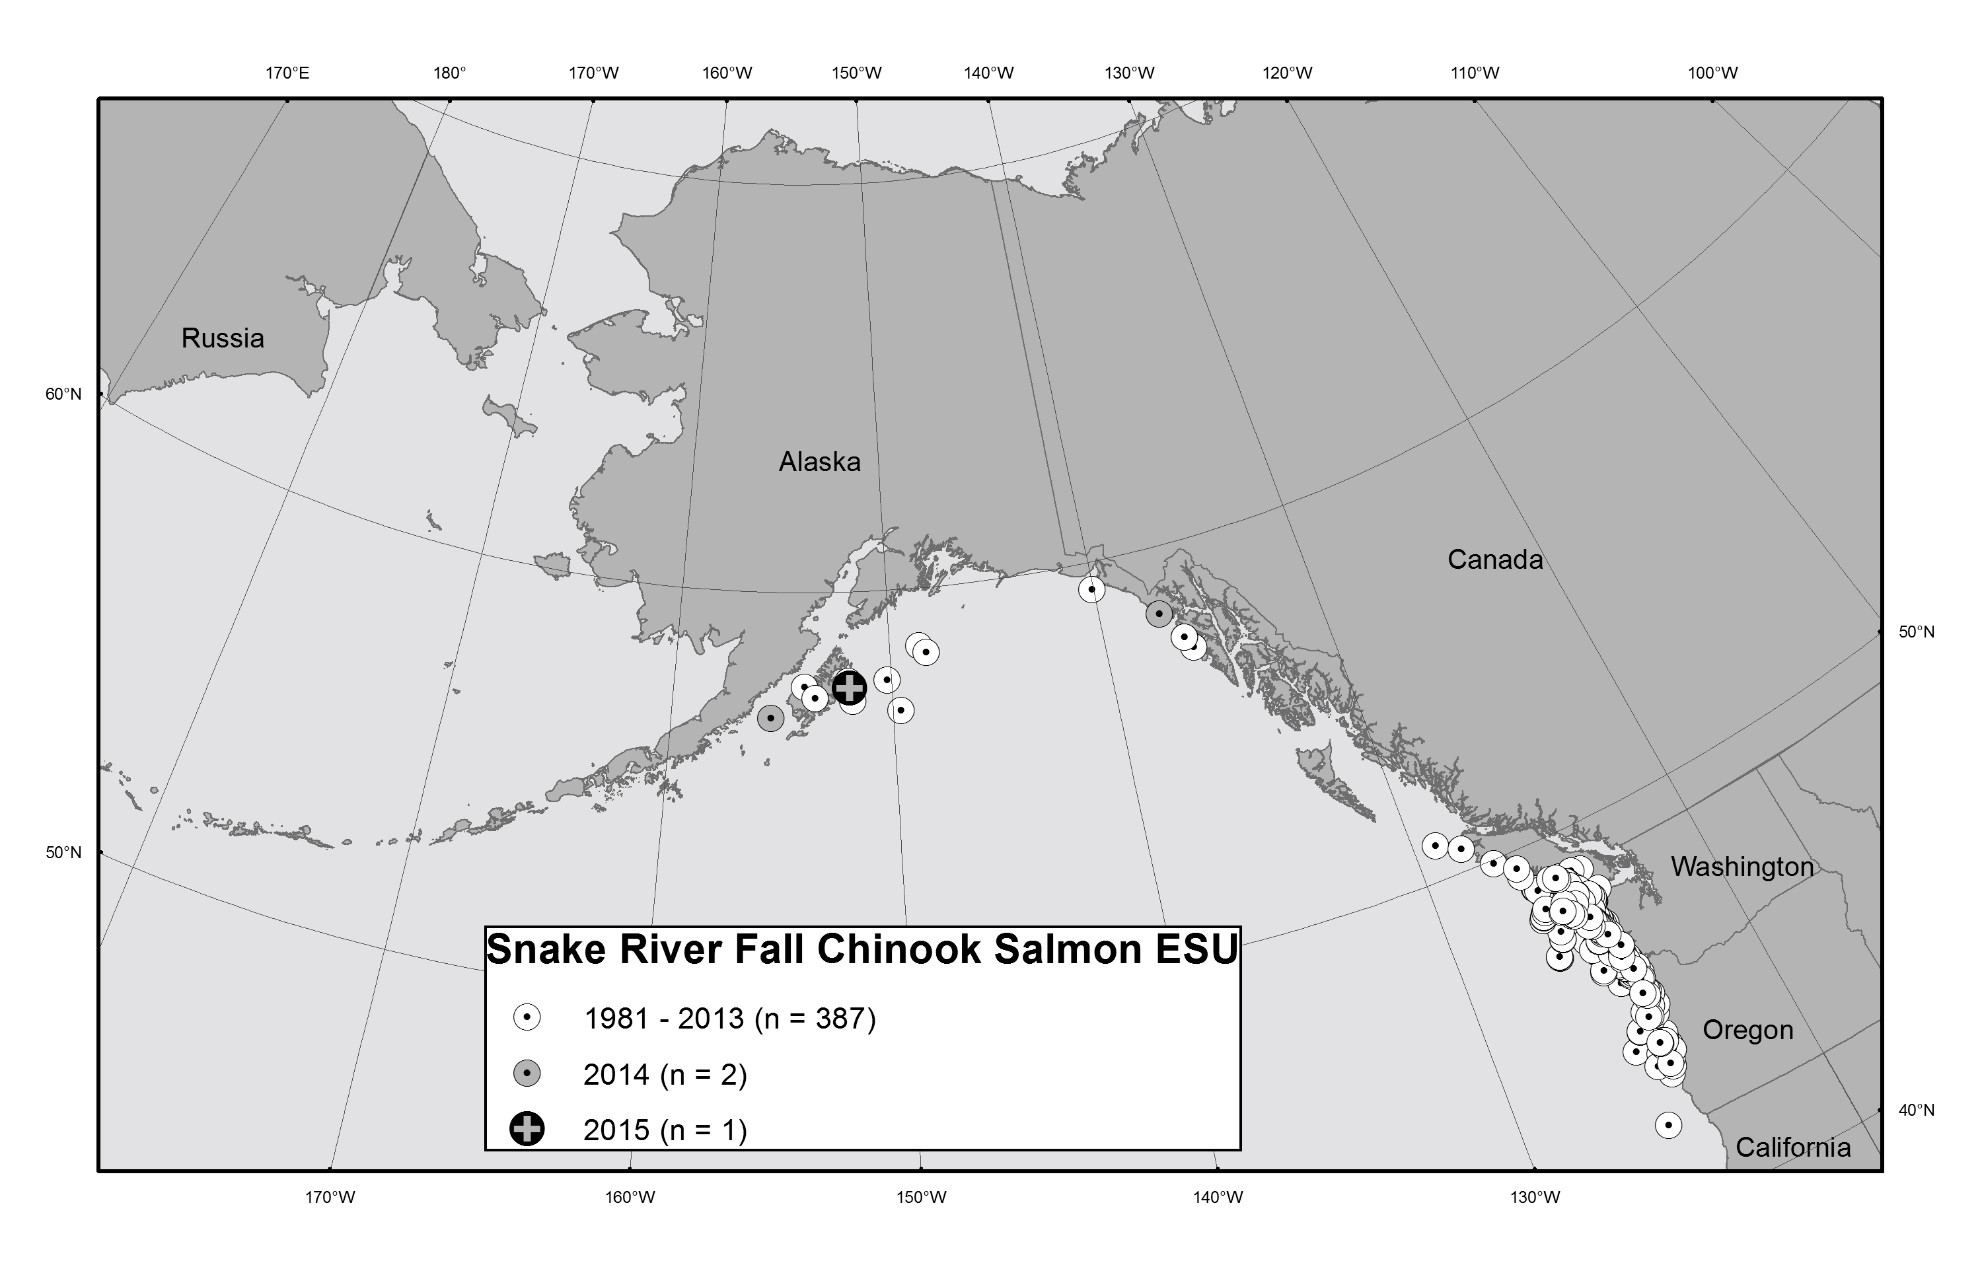 170°E 180° 170°W 160°W 150°W 140°W 130°W 120°W 110°W 100°W
Russia
60°N
Alaska
Canada
50°N
50°N
Washington
Snake River Fall Chinook Salmon ESU
1981 - 2013 (n = 387)
Oregon
2014 (n = 2)
40°N
2015 (n = 1)
California
170°W 160°W 150°W 140°W 130°W